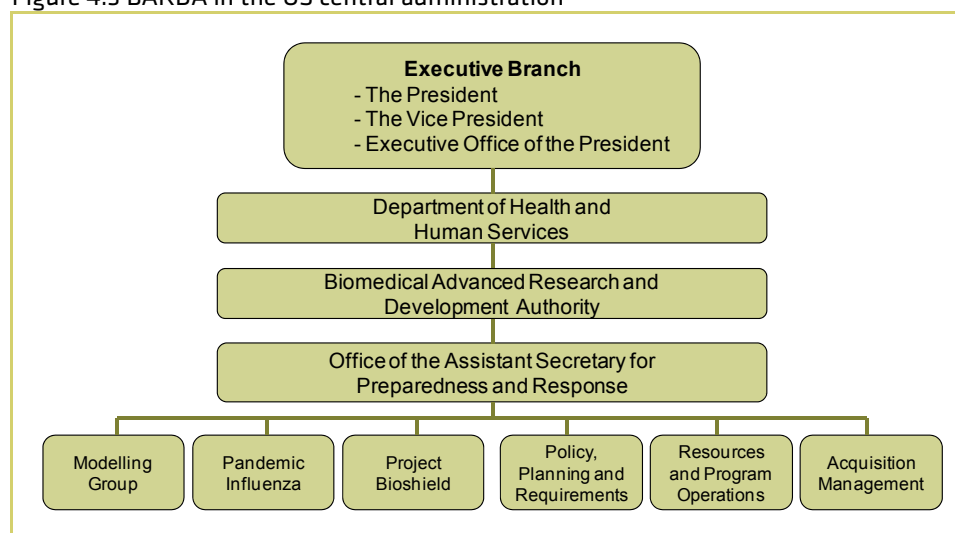 Figure 4.3 BARDA in the US central administration
Executive Branch
- The President
- The Vice President
- Executive Office of the President
Department of Health and
Human Services
Biomedical Advanced Research and
Development Authority
Office of the Assistant Secretary for
Preparedness and Response
Modelling
Group
Pandemic
Influenza
Project
Bioshield
Policy,
Planning and
Requirements
Resources
and Program
Operations
Acquisition
Management